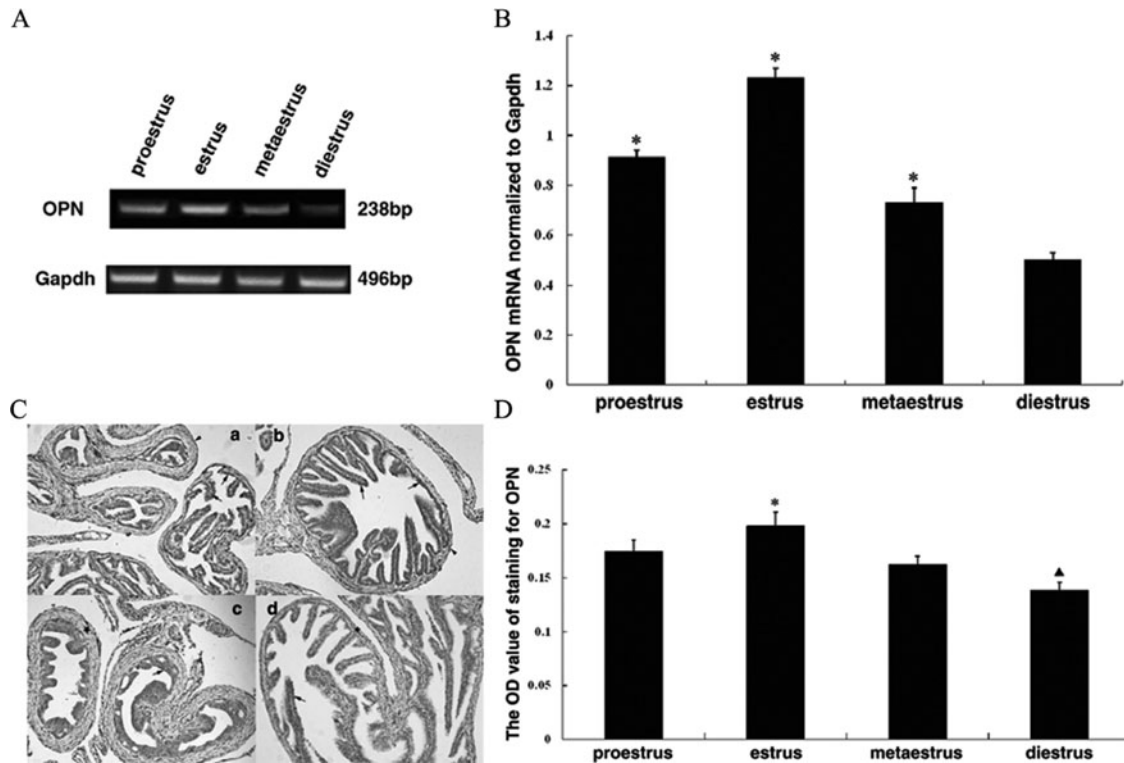 A
proestrus estrus metaestrus diestrus
OPN 238bp
Gapdh 496bp
B
OPN mRNA normalized to Gapdh
1.4
1.2
1
0.8
0.6
0.4
0.2
0
* * *
proestrus estrus metaestrus diestrus
C
a b
c d
D
The OD value of staining for OPN
0.25
0.2
0.15
0.1
0.05
0
* ▲
proestrus estrus metaestrus diestrus